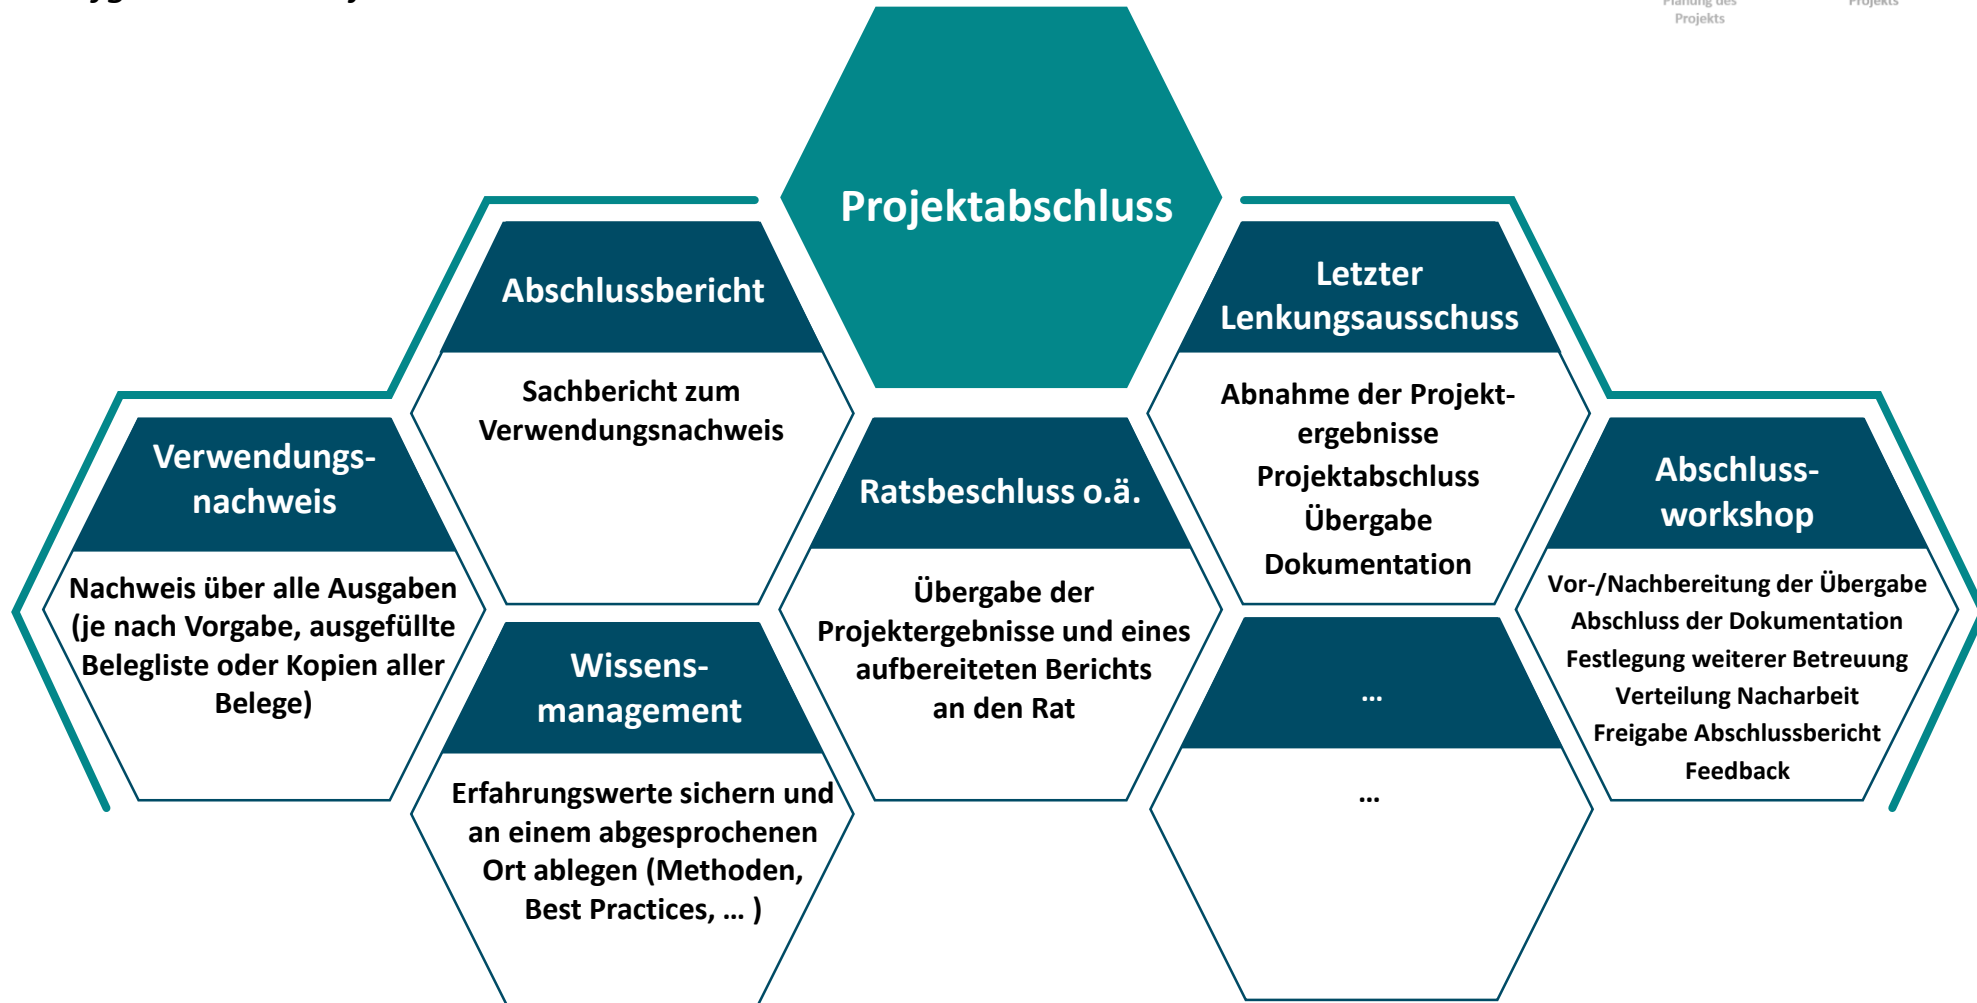 Planung des
Projekts
Projekts
Projektabschluss
Abschlussbericht
Sachbericht zum
Verwendungsnachweis
Letzter
Lenkungsausschuss
Abnahme der Projekt-
ergebnisse
Projektabschluss
Übergabe
Dokumentation
Verwendungs-
nachweis
Nachweis über alle Ausgaben
(je nach Vorgabe, ausgefüllte
Belegliste oder Kopien aller
Belege)
Ratsbeschluss o.ä.
Übergabe der
Projektergebnisse und eines
aufbereiteten Berichts
an den Rat
Abschluss-
workshop
Vor-/Nachbereitung der Übergabe
Abschluss der Dokumentation
Festlegung weiterer Betreuung
Verteilung Nacharbeit
Freigabe Abschlussbericht
Feedback
Wissens-
management
Erfahrungswerte sichern und
an einem abgesprochenen
Ort ablegen (Methoden,
Best Practices, ... )
...
...